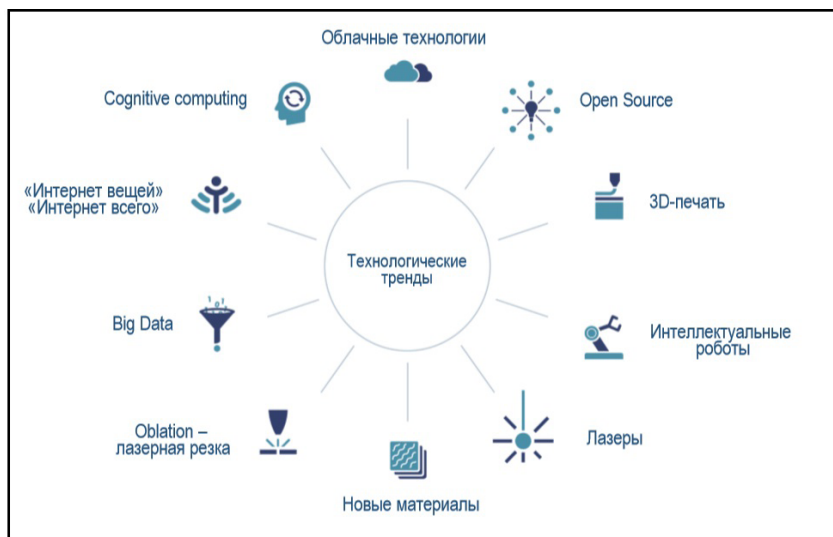 Облачные технологии
Cognitive computing
Open Source
«Интернет вещей»
«Интернет всего»
3D-печать
Технологические
тренды
Big Data
Интеллектуальные
роботы
Oblation –
лазерная резка
Лазеры
Новые материалы